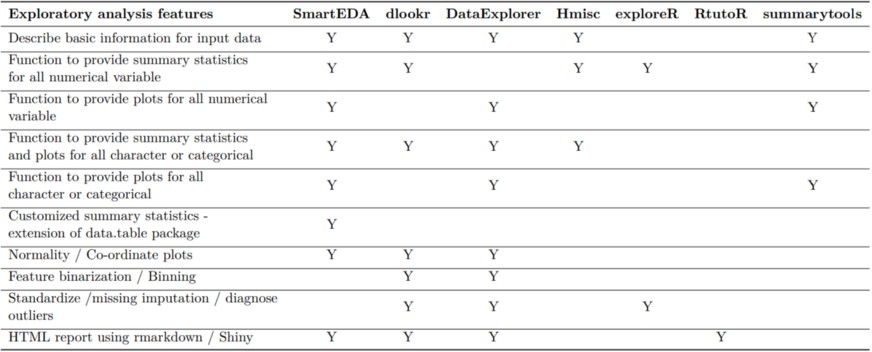 Exploratory analysis features SmartEDA dlookr DataExplorer Hmisc exploreR RtutoR summarytools
Describe basic information for input data Y Y Y Y Y
Function to provide summary statistics
for all numerical variable Y Y Y Y Y
Function to provide plots for all numerical
variable Y Y Y
Function to provide summary statistics
and plots for all character or categorical Y Y Y Y
Function to provide plots for all
character or categorical Y Y Y
Customized summary statistics -
extension of data.table package Y
Normality / Co-ordinate plots Y Y Y
Feature binarization / Binning Y Y
Standardize /missing imputation / diagnose
outliers Y Y Y
HTML report using rmarkdown / Shiny Y Y Y Y